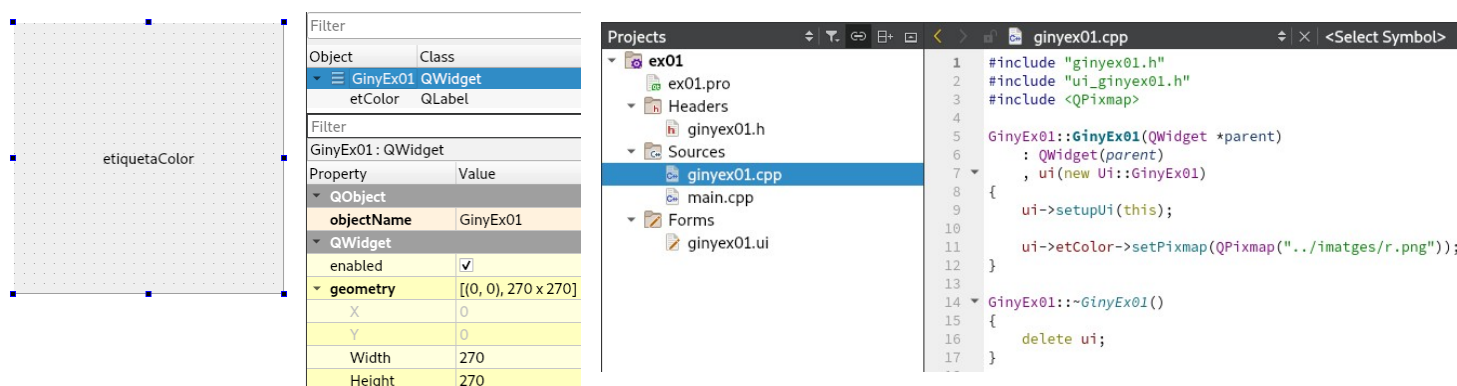 etiquetaColor
Filter
Object Class
GinyEx01 QWidget
etColor QLabel
Filter
GinyEx01 : QWidget
Property Value
QObject
objectName GinyEx01
QWidget
enabled
geometry [(0, 0), 270 x 270]
X 0
Y 0
Width 270
Height 270
Projects
ex01
ex01.pro
Headers
ginyex01.h
Sources
ginyex01.cpp
main.cpp
Forms
ginyex01.ui
ginyex01.cpp <Select Symbol>
1 #include "ginyex01.h"
2 #include "ui_ginyex01.h"
3 #include <QPixmap>
4
5 GinyEx01::GinyEx01(QWidget *parent)
6 : QWidget(parent)
7 , ui(new Ui::GinyEx01)
8 {
9 ui->setupUi(this);
10
11 ui->etColor->setPixmap(QPixmap("../imatges/r.png"));
12 }
13
14 GinyEx01::~GinyEx01()
15 {
16 delete ui;
17 }